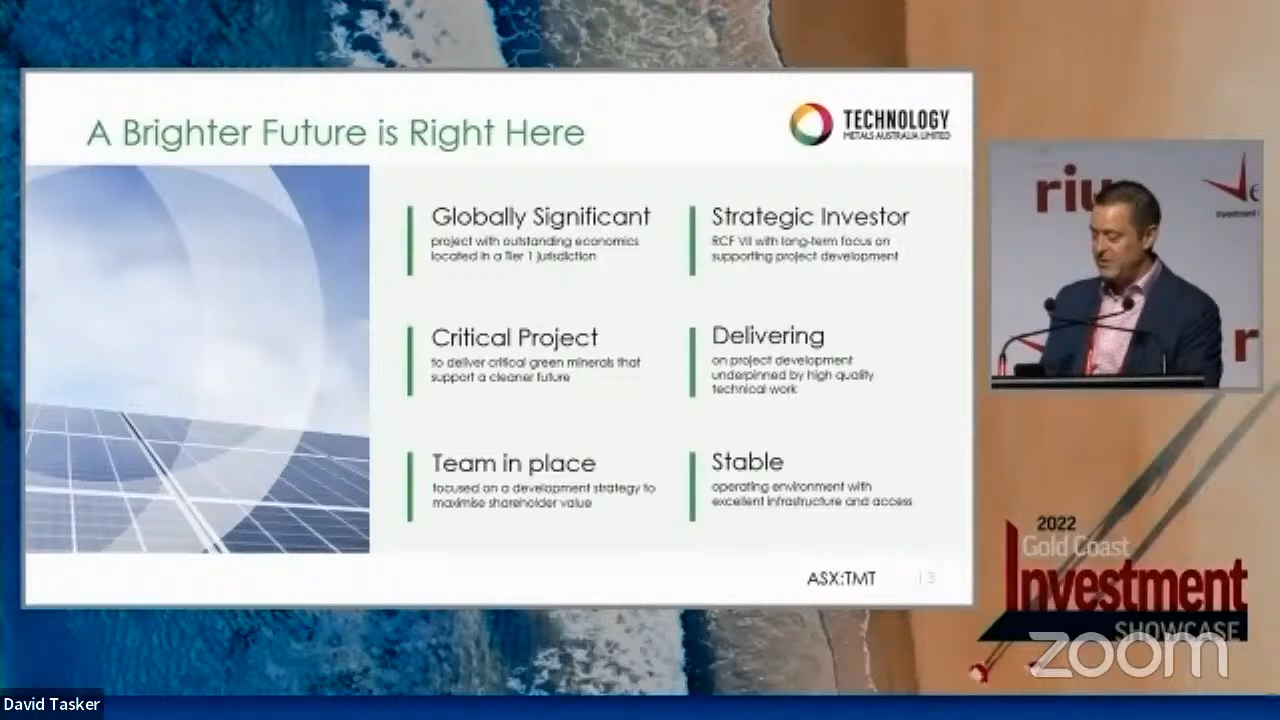 A Brighter Future is Right Here
TECHNOLOGY
METALS AUSTRALIA LIMITED
Globally Significant
project with outstanding economics
located in a Tier 1 jurisdiction
Strategic Investor
RCF VII with long-term focus on
supporting project development
Critical Project
to deliver critical green minerals that
support a cleaner future
Delivering
on project development
underpinned by high quality
technical work
Team in place
focused on a development strategy to
maximise shareholder value
Stable
operating environment with
excellent infrastructure and access
ASX:TMT
13
riu
2022
Gold Coast
Investment
SHOWCASE
zoom
David Tasker